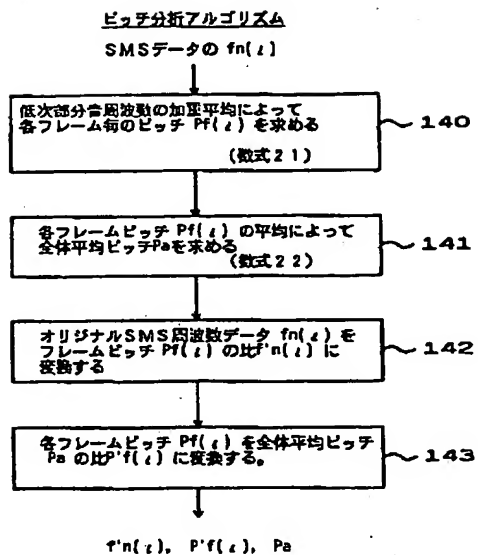 ピッチ分析アルゴリズム
SMSデータの fn(ℓ)
低次部分音周波数の加重平均によって
各フレーム毎のピッチ Pf(ℓ) を求める
(数式21)
140
各フレームピッチ Pf(ℓ) の平均によって
全体平均ピッチPaを求める
(数式22)
141
オリジナルSMS周波数データ fn(ℓ) を
フレームピッチ Pf(ℓ) の比f'n(ℓ) に
変換する
142
各フレームピッチ Pf(ℓ) を全体平均ピッチ
Pa の比P'f(ℓ) に変換する。
143
f'n(ℓ), P'f(ℓ), Pa